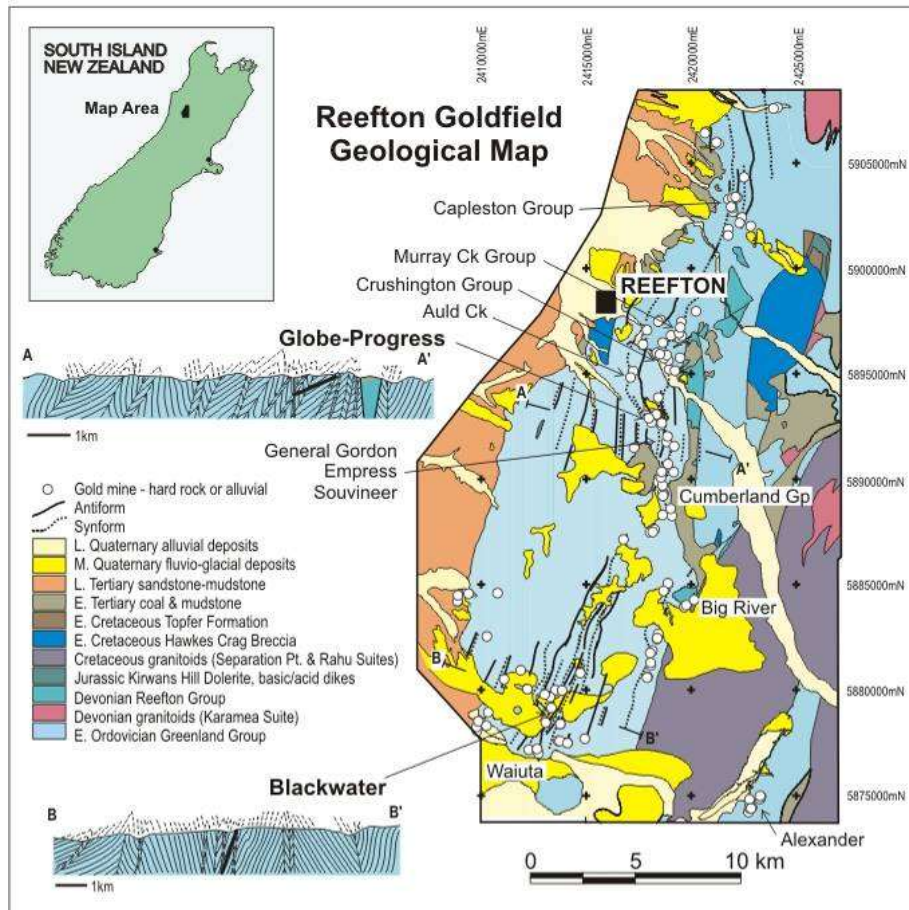 SOUTH ISLAND
NEW ZEALAND
Map Area
Reefton Goldfield
Geological Map
2410000mE
2415000mE
2420000mE
2425000mE
5905000mN
5900000mN
5895000mN
5890000mN
5885000mN
5880000mN
5875000mN
Capleston Group
Murray Ck Group
REEFTON
Crushington Group
Auld Ck
Globe-Progress
A
A'
1km
A
A'
General Gordon
Empress
Souvineer
Cumberland Gp
Big River
Gold mine - hard rock or alluvial
Antiform
Synform
L. Quaternary alluvial deposits
M. Quaternary fluvio-glacial deposits
L. Tertiary sandstone-mudstone
E. Tertiary coal & mudstone
E. Cretaceous Topfer Formation
E. Cretaceous Hawkes Crag Breccia
Cretaceous granitoids (Separation Pt. & Rahu Suites)
Jurassic Kirwans Hill Dolerite, basic/acid dikes
Devonian Reefton Group
Devonian granitoids (Karamea Suite)
E. Ordovician Greenland Group
B
B'
Waiuta
Blackwater
B
B'
1km
Alexander
0 5 10 km